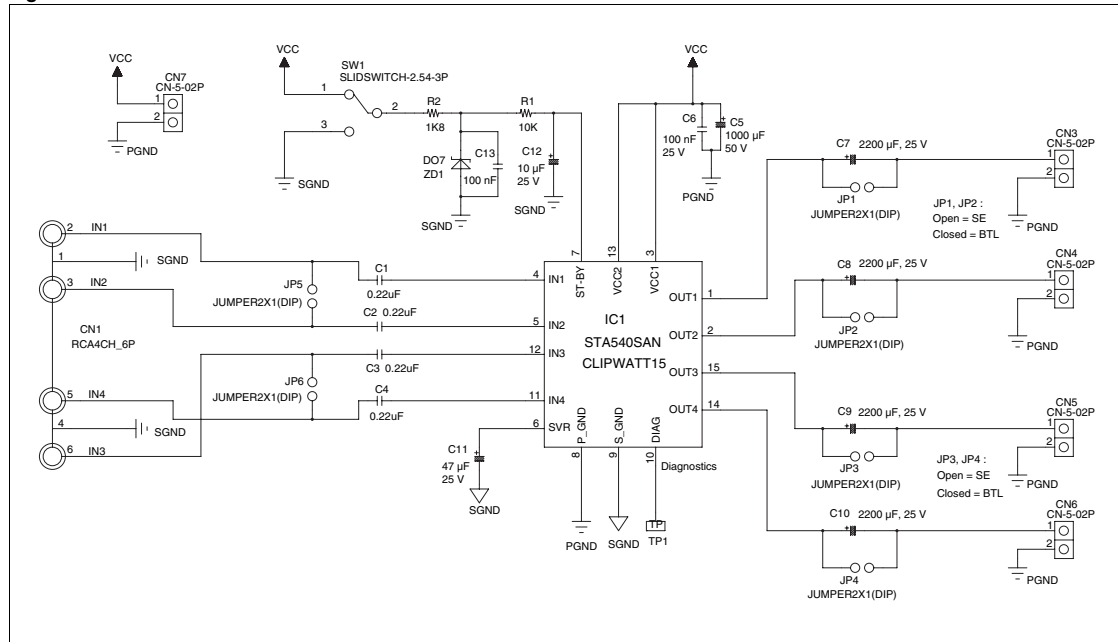 VCC
CN7
CN-5-02P
1
2
PGND
VCC
SW1
SLIDSWITCH-2.54-3P
1
2
3
SGND
R2
1K8
R1
10K
DO7
ZD1
C13
100 nF
SGND
C12
10 µF
25 V
SGND
VCC
C6
100 nF
25 V
C5
1000 µF
50 V
PGND
C7 2200 µF, 25 V
JP1
JUMPER2X1(DIP)
CN3
CN-5-02P
1
2
PGND
JP1, JP2 :
Open = SE
Closed = BTL
C8 2200 µF, 25 V
JP2
JUMPER2X1(DIP)
CN4
CN-5-02P
1
2
PGND
2 IN1
1 SGND
3 IN2
CN1
RCA4CH_6P
5 IN4
4 SGND
6 IN3
JP5
JUMPER2X1(DIP)
C1
0.22uF
C2 0.22uF
C3 0.22uF
JP6
JUMPER2X1(DIP)
C4
0.22uF
C11
47 µF
25 V
SGND
7 13 3
ST-BY VCC2 VCC1
4 IN1
5 IN2
12 IN3
11 IN4
6 SVR
IC1
STA540SAN
CLIPWATT15
OUT1 1
OUT2 2
OUT3 15
OUT4 14
P_GND S_GND DIAG
8 9 10
Diagnostics
PGND
SGND
TP
TP1
C9 2200 µF, 25 V
JP3
JUMPER2X1(DIP)
CN5
CN-5-02P
1
2
PGND
JP3, JP4 :
Open = SE
Closed = BTL
C10 2200 µF, 25 V
JP4
JUMPER2X1(DIP)
CN6
CN-5-02P
1
2
PGND